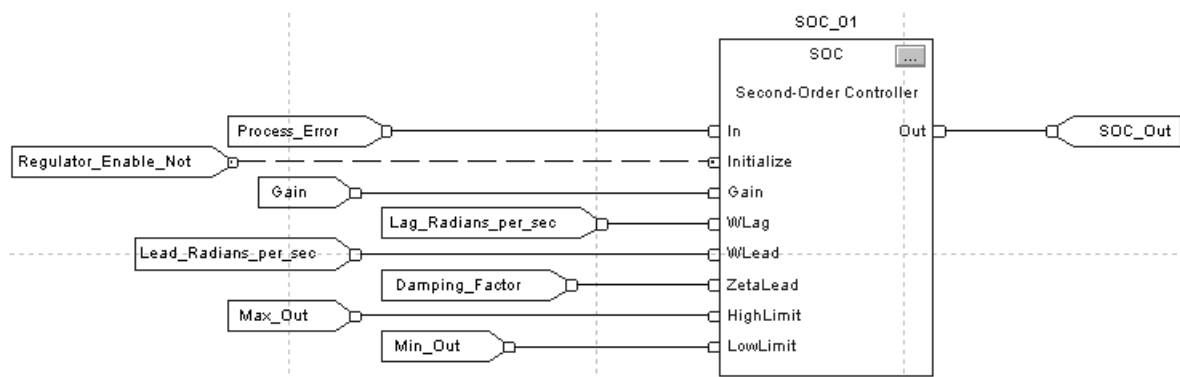 SOC_01
SOC
...
Second-Order Controller
Process_Error In Out SOC_Out
Regulator_Enable_Not Initialize
Gain Gain
Lag_Radians_per_sec WLag
Lead_Radians_per_sec WLead
Damping_Factor ZetaLead
Max_Out HighLimit
Min_Out LowLimit